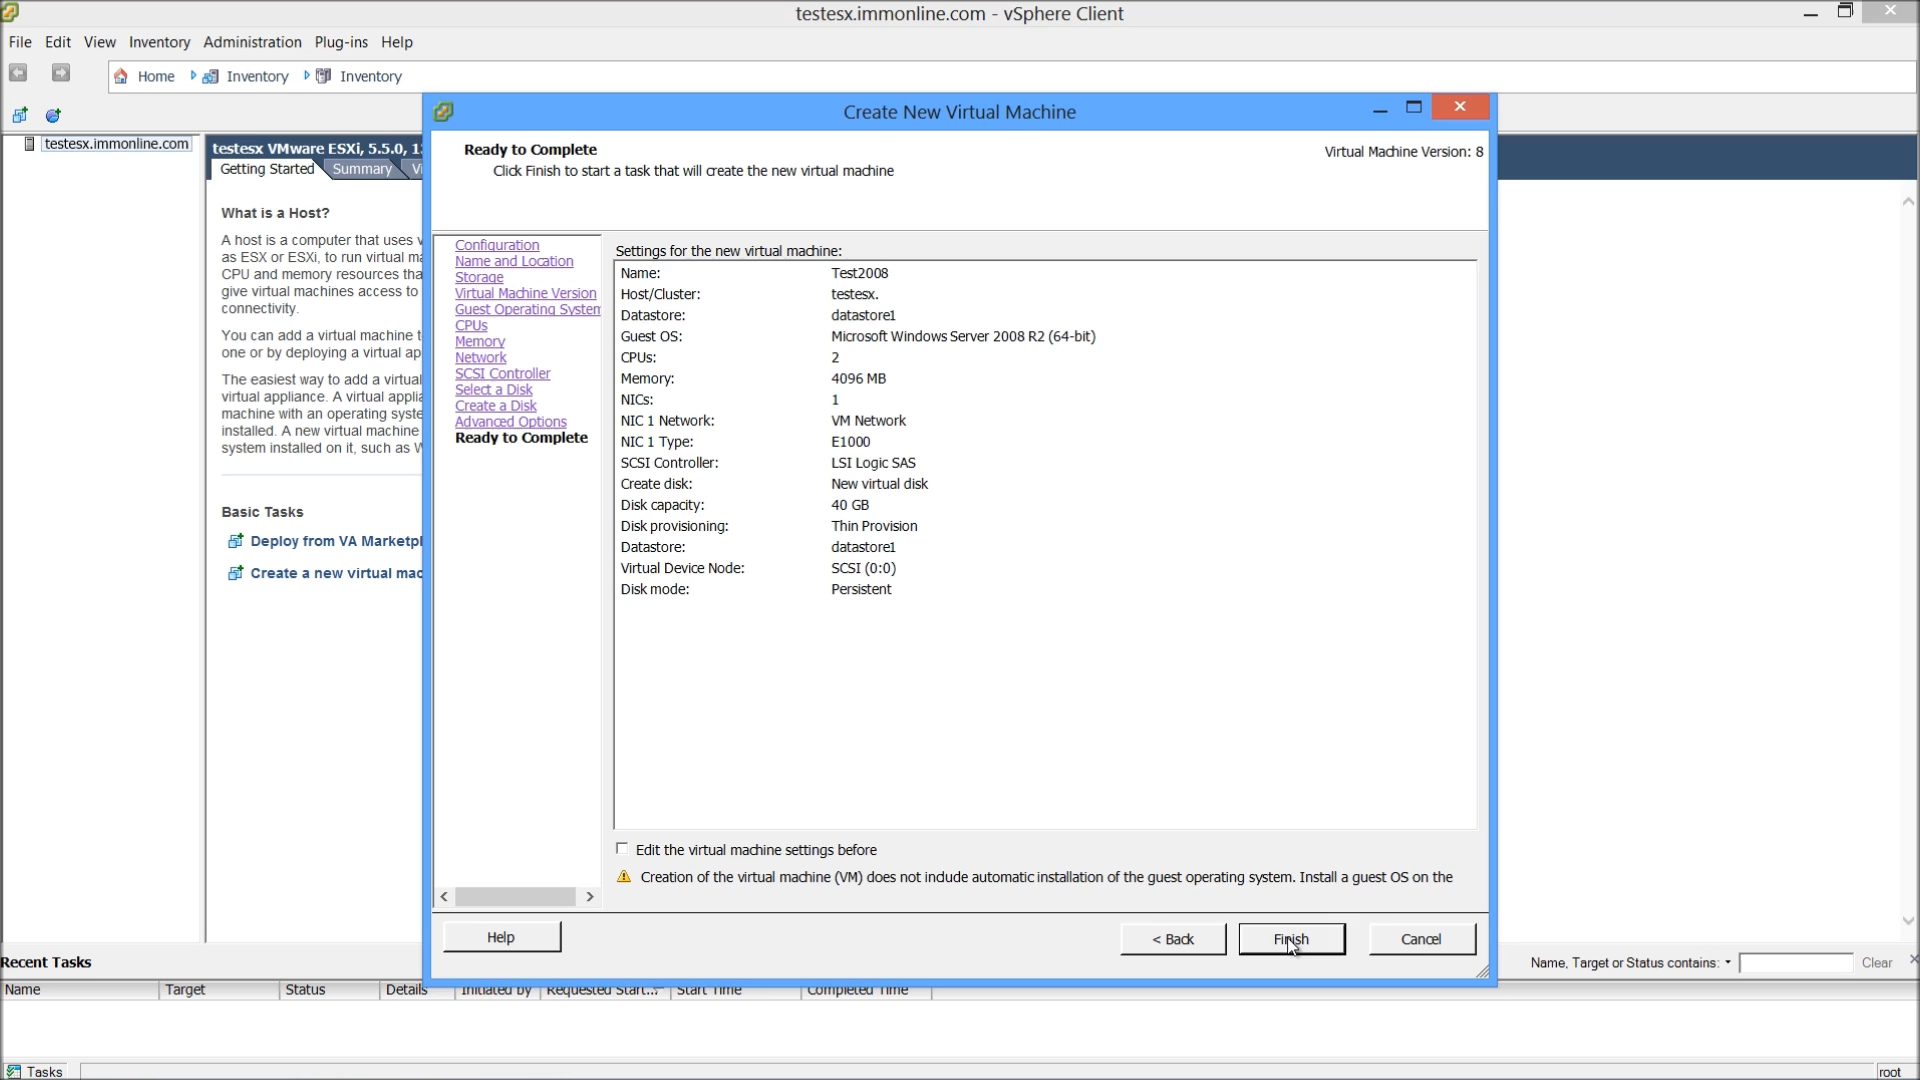 testesx.immonline.com - vSphere Client
File Edit View Inventory Administration Plug-ins Help
Home Inventory Inventory
Create New Virtual Machine
testesx.immonline.com
testesx VMware ESXi, 5.5.0,
Getting Started Summary
Ready to Complete
Click Finish to start a task that will create the new virtual machine
Virtual Machine Version: 8
What is a Host?
A host is a computer that uses
as ESX or ESXi, to run virtual
CPU and memory resources
give virtual machines access to
connectivity.
You can add a virtual machine
one or by deploying a virtual
The easiest way to add a virtual
virtual appliance. A virtual
machine with an operating
installed. A new virtual machine
system installed on it, such as
Basic Tasks
Deploy from VA
Create a new virtual
Configuration
Name and Location
Storage
Virtual Machine Version
Guest Operating System
CPUs
Memory
Network
SCSI Controller
Select a Disk
Create a Disk
Advanced Options
Ready to Complete
Settings for the new virtual machine:
Name: Test2008
Host/Cluster: testesx.
Datastore: datastore1
Guest OS: Microsoft Windows Server 2008 R2 (64-bit)
CPUs: 2
Memory: 4096 MB
NICs: 1
NIC 1 Network: VM Network
NIC 1 Type: E1000
SCSI Controller: LSI Logic SAS
Create disk: New virtual disk
Disk capacity: 40 GB
Disk provisioning: Thin Provision
Datastore: datastore1
Virtual Device Node: SCSI (0:0)
Disk mode: Persistent
Edit the virtual machine settings before
Creation of the virtual machine (VM) does not include automatic installation of the guest operating system. Install a guest OS on the
Help < Back Finish Cancel
Recent Tasks
Name, Target or Status contains: Clear
Name Target Status Details Initiated by Requested Start... Start Time Completed Time
Tasks root